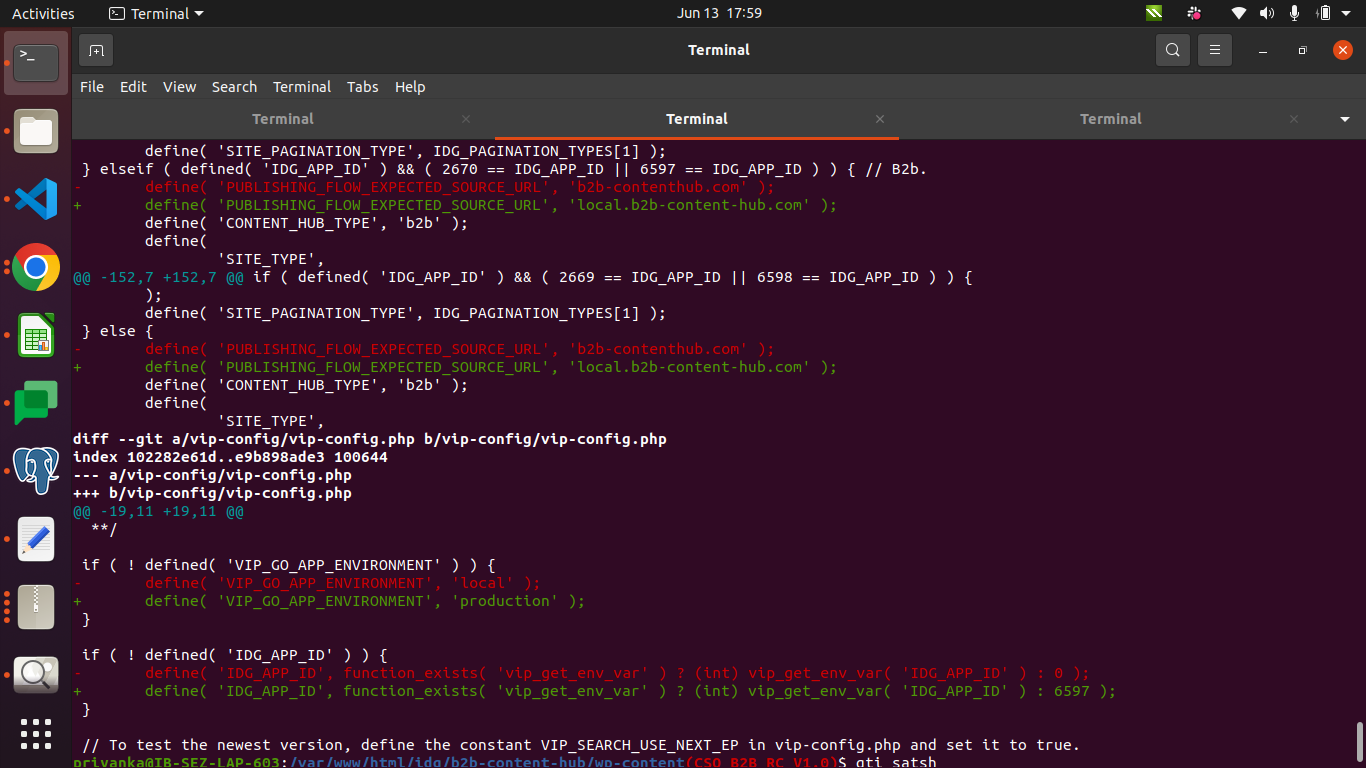 Activities
Terminal
Jun 13 17:59
Terminal
File Edit View Search Terminal Tabs Help
Terminal
Terminal
Terminal
define( 'SITE_PAGINATION_TYPE', IDG_PAGINATION_TYPES[1] );
} elseif ( defined( 'IDG_APP_ID' ) && ( 2670 == IDG_APP_ID || 6597 == IDG_APP_ID ) ) { // B2b.
- define( 'PUBLISHING_FLOW_EXPECTED_SOURCE_URL', 'b2b-contenthub.com' );
+ define( 'PUBLISHING_FLOW_EXPECTED_SOURCE_URL', 'local.b2b-content-hub.com' );
define( 'CONTENT_HUB_TYPE', 'b2b' );
define(
'SITE_TYPE',
@@ -152,7 +152,7 @@ if ( defined( 'IDG_APP_ID' ) && ( 2669 == IDG_APP_ID || 6598 == IDG_APP_ID ) ) {
);
define( 'SITE_PAGINATION_TYPE', IDG_PAGINATION_TYPES[1] );
} else {
- define( 'PUBLISHING_FLOW_EXPECTED_SOURCE_URL', 'b2b-contenthub.com' );
+ define( 'PUBLISHING_FLOW_EXPECTED_SOURCE_URL', 'local.b2b-content-hub.com' );
define( 'CONTENT_HUB_TYPE', 'b2b' );
define(
'SITE_TYPE',
diff --git a/vip-config/vip-config.php b/vip-config/vip-config.php
index 102282e61d..e9b898ade3 100644
--- a/vip-config/vip-config.php
+++ b/vip-config/vip-config.php
@@ -19,11 +19,11 @@
**/
if ( ! defined( 'VIP_GO_APP_ENVIRONMENT' ) ) {
- define( 'VIP_GO_APP_ENVIRONMENT', 'local' );
+ define( 'VIP_GO_APP_ENVIRONMENT', 'production' );
}
if ( ! defined( 'IDG_APP_ID' ) ) {
- define( 'IDG_APP_ID', function_exists( 'vip_get_env_var' ) ? (int) vip_get_env_var( 'IDG_APP_ID' ) : 0 );
+ define( 'IDG_APP_ID', function_exists( 'vip_get_env_var' ) ? (int) vip_get_env_var( 'IDG_APP_ID' ) : 6597 );
}
// To test the newest version, define the constant VIP_SEARCH_USE_NEXT_EP in vip-config.php and set it to true.
priyanka@IB-SEZ-LAP-603:/var/www/html/idg/b2b-content-hub/wp-content(CSO_B2B_RC_V1.0)$ gti satsh